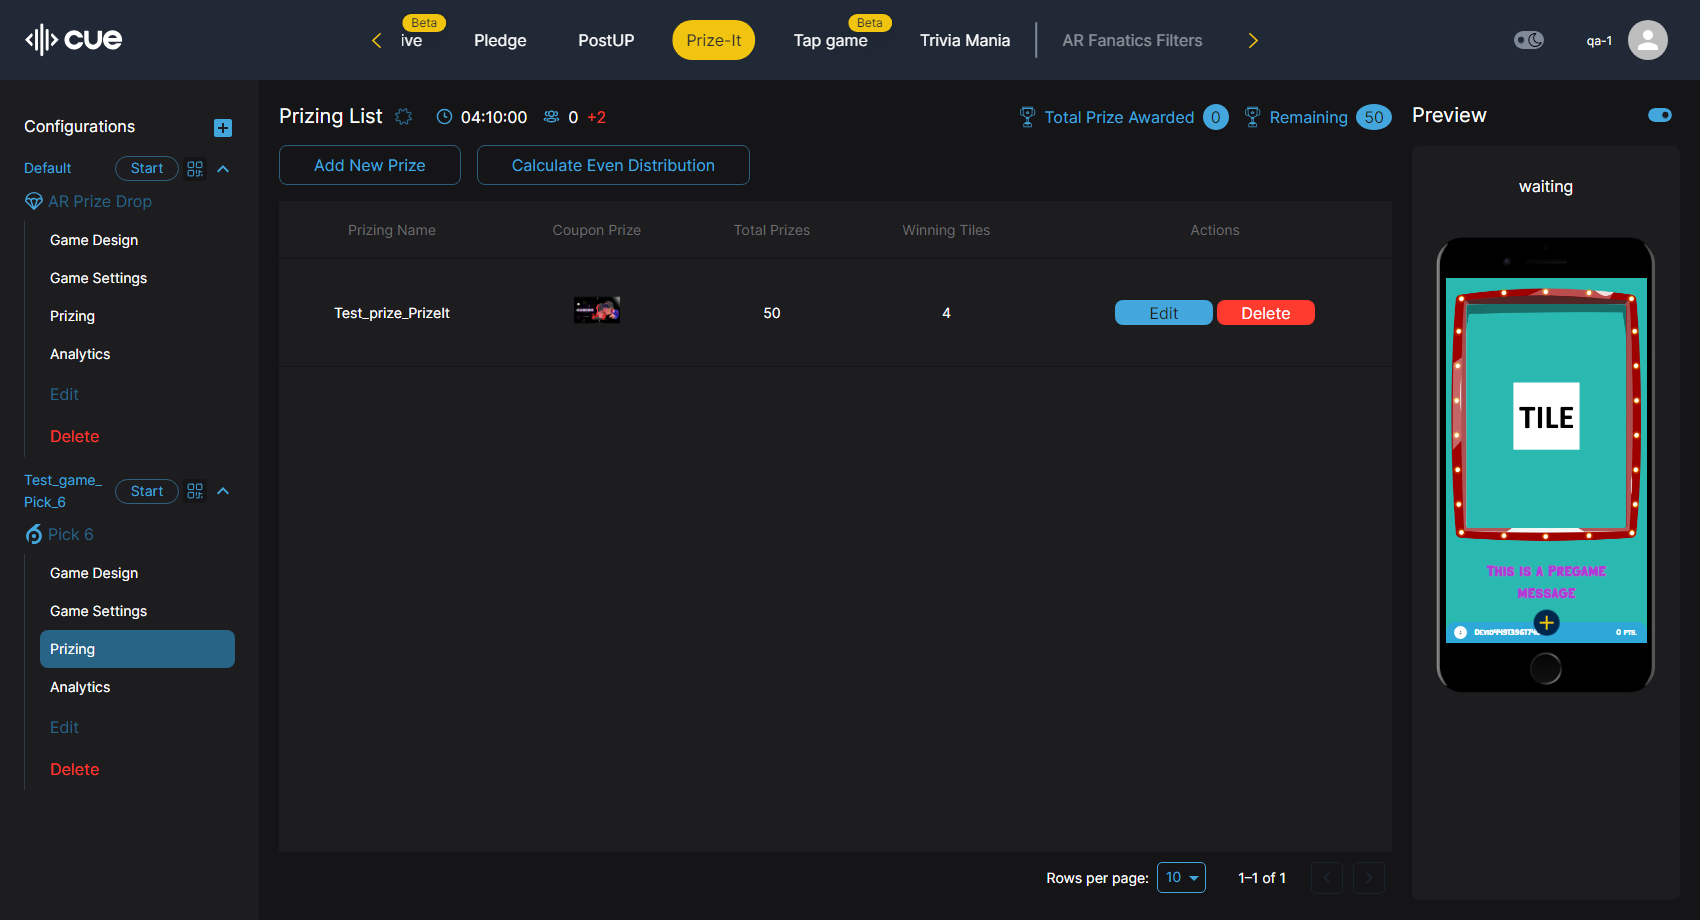 cue
Beta
ive
Pledge
PostUP
Prize-It
Beta
Tap game
Trivia Mania
AR Fanatics Filters
qa-1
Configurations
Default
Start
AR Prize Drop
Game Design
Game Settings
Prizing
Analytics
Edit
Delete
Test_game_
Pick_6
Start
Pick 6
Game Design
Game Settings
Prizing
Analytics
Edit
Delete
Prizing List
04:10:00
0 +2
Total Prize Awarded 0
Remaining 50
Add New Prize
Calculate Even Distribution
Prizing Name Coupon Prize Total Prizes Winning Tiles Actions
Test_prize_PrizeIt 50 4 Edit Delete
Rows per page: 10 1–1 of 1
Preview
waiting
TILE
THIS IS A PREGAME
MESSAGE
0 PTS.